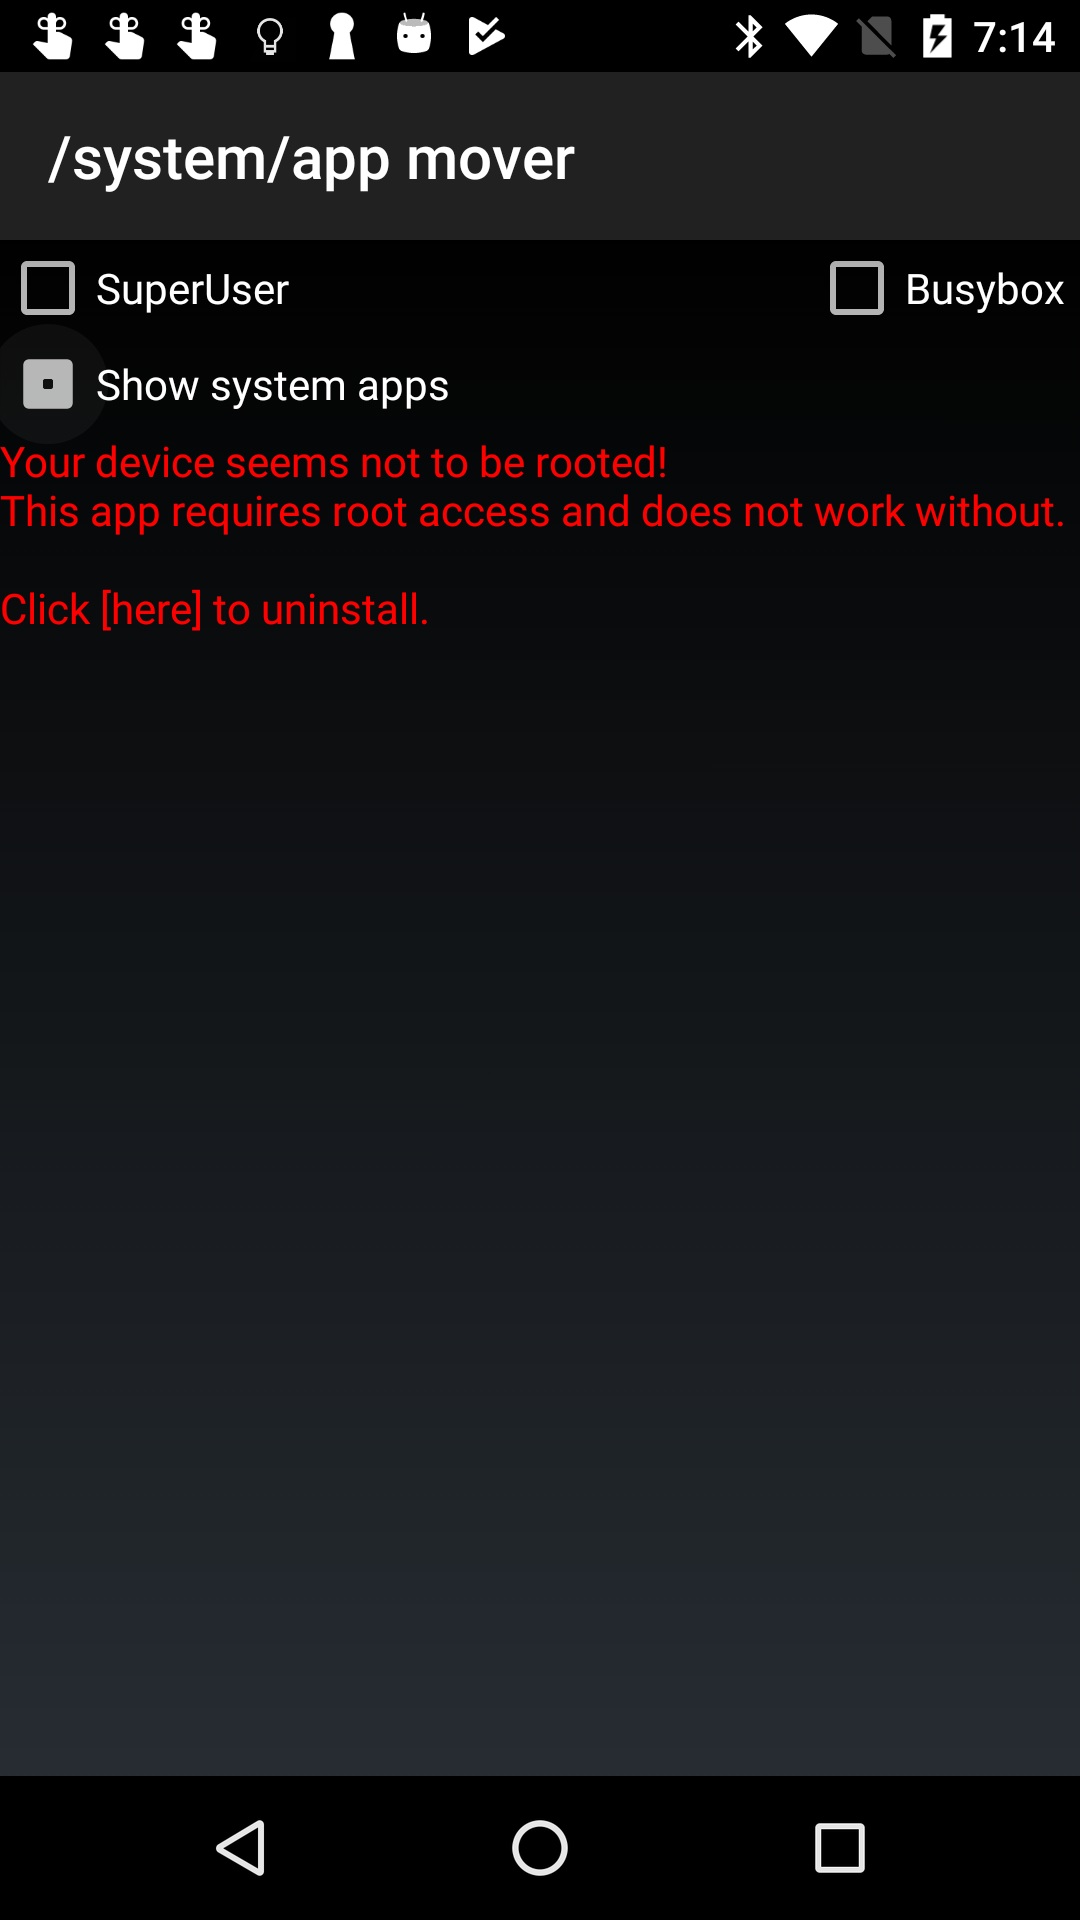 7:14
/system/app mover
SuperUser
Busybox
Show system apps
Your device seems not to be rooted!
This app requires root access and does not work without.
Click [here] to uninstall.